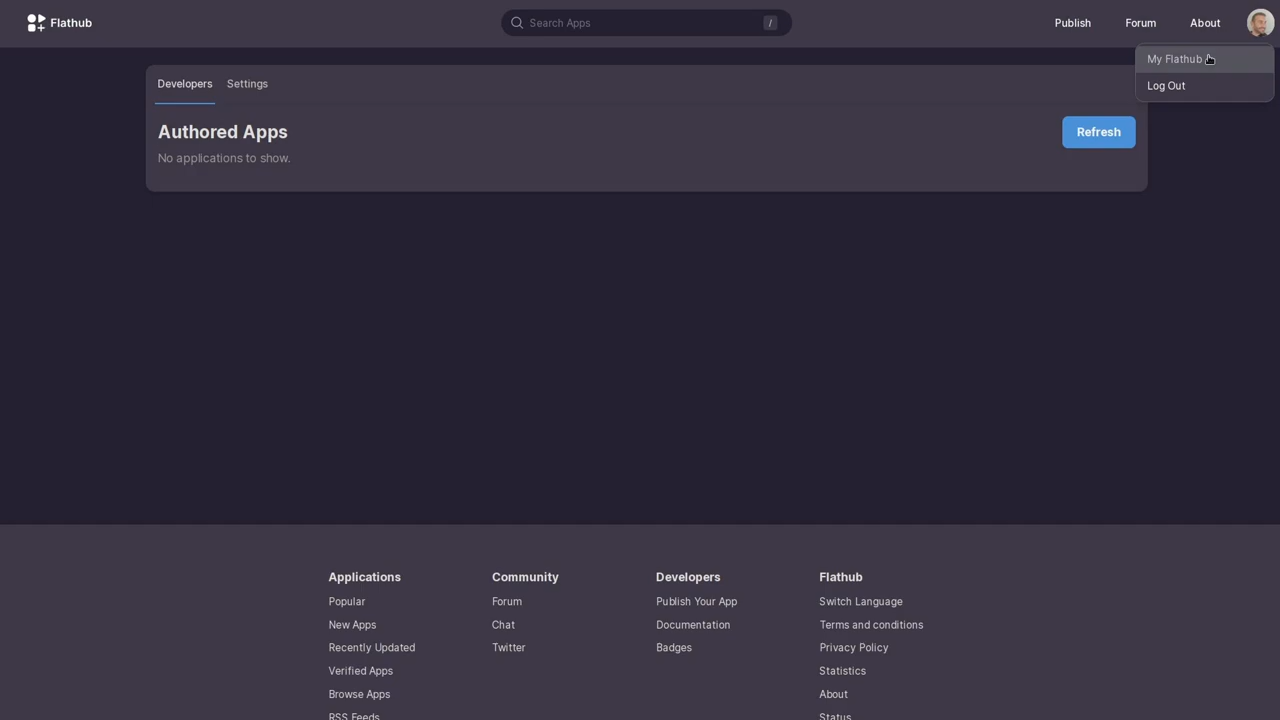 Flathub
Search Apps /
Publish
Forum
About
My Flathub
Log Out
Developers
Settings
Authored Apps
Refresh
No applications to show.
Applications
Popular
New Apps
Recently Updated
Verified Apps
Browse Apps
RSS Feeds
Community
Forum
Chat
Twitter
Developers
Publish Your App
Documentation
Badges
Flathub
Switch Language
Terms and conditions
Privacy Policy
Statistics
About
Status